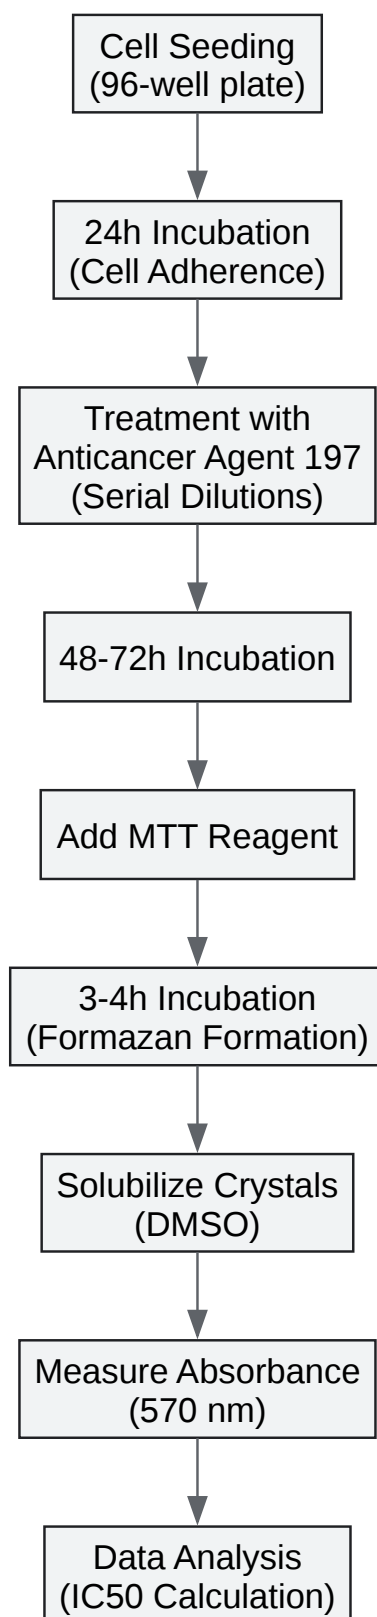 Cell Seeding
(96-well plate)
24h Incubation
(Cell Adherence)
Treatment with
Anticancer Agent 197
(Serial Dilutions)
48-72h Incubation
Add MTT Reagent
3-4h Incubation
(Formazan Formation)
Solubilize Crystals
(DMSO)
Measure Absorbance
(570 nm)
Data Analysis
(IC50 Calculation)